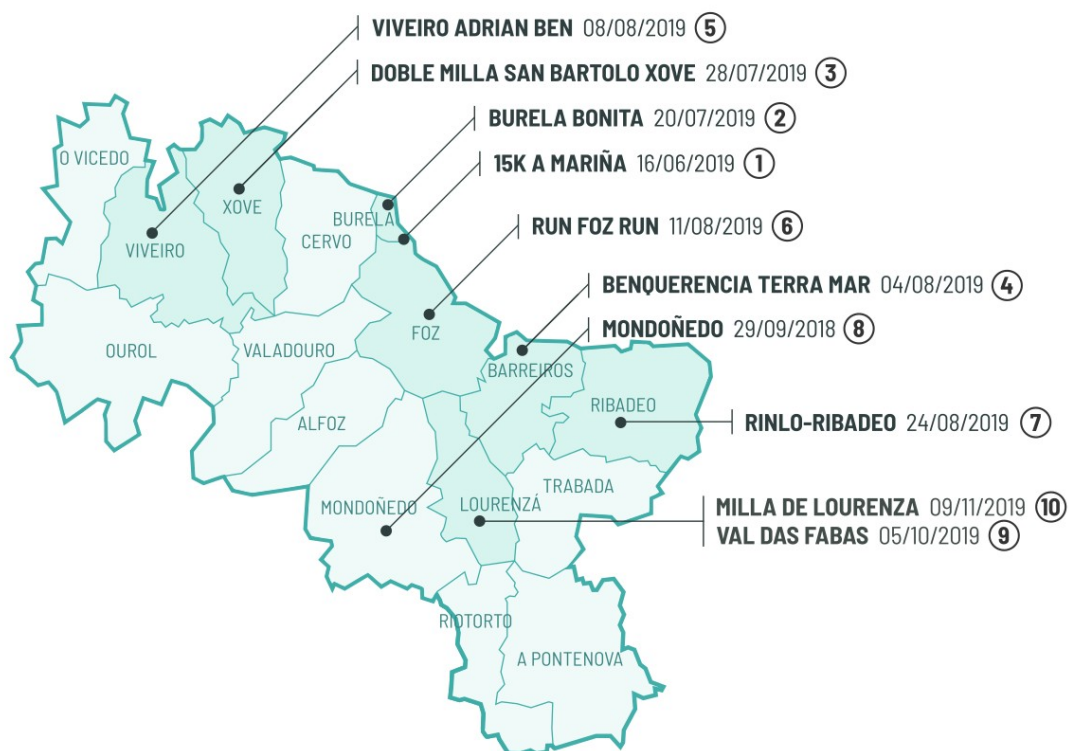 VIVEIRO ADRIAN BEN 08/08/2019 5
DOBLE MILLA SAN BARTOLO XOVE 28/07/2019 3
BURELA BONITA 20/07/2019 2
15K A MARIÑA 16/06/2019 1
RUN FOZ RUN 11/08/2019 6
BENQUERENCIA TERRA MAR 04/08/2019 4
MONDOÑEDO 29/09/2018 8
RINLO-RIBADEO 24/08/2019 7
MILLA DE LOURENZA 09/11/2019 10
VAL DAS FABAS 05/10/2019 9
O VICEDO
XOVE
BURELA
CERVO
VIVEIRO
FOZ
OUROL
VALADOURO
BARREIROS
RIBADEO
ALFOZ
TRABADA
MONDOÑEDO
LOURENZÁ
RIOTORTO
A PONTENOVA